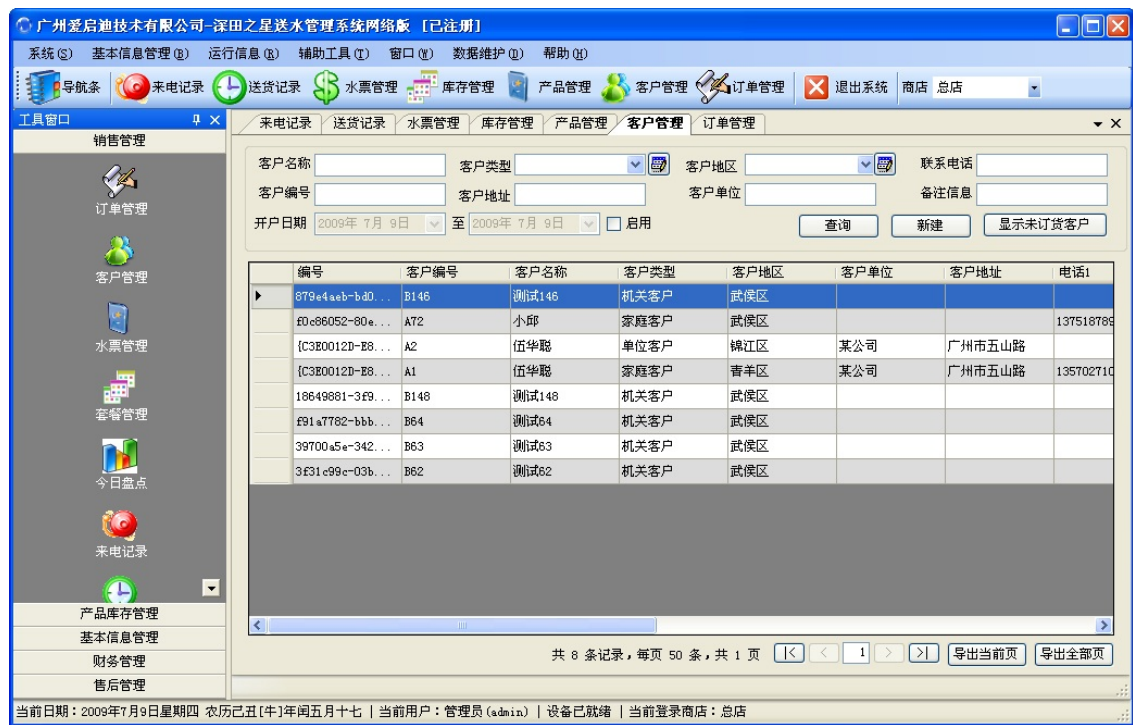 广州爱启迪技术有限公司-深田之星送水管理系统网络版 [已注册]
系统(S) 基本信息管理(B) 运行信息(R) 辅助工具(T) 窗口(W) 数据维护(D) 帮助(H)
导航条 来电记录 送货记录 水票管理 库存管理 产品管理 客户管理 订单管理 退出系统 商店 总店
工具窗口
销售管理
订单管理
客户管理
水票管理
套餐管理
今日盘点
来电记录
产品库存管理
基本信息管理
财务管理
售后管理
来电记录 送货记录 水票管理 库存管理 产品管理 客户管理 订单管理
客户名称 客户类型 客户地区 联系电话
客户编号 客户地址 客户单位 备注信息
开户日期 2009年 7月 9日 至 2009年 7月 9日 启用 查询 新建 显示未订货客户
编号 客户编号 客户名称 客户类型 客户地区 客户单位 客户地址 电话1
879e4aeb-bd0... B146 测试146 机关客户 武侯区
f0c86052-80e... A72 小邱 家庭客户 武侯区 137518789
{C3E0012D-E8... A2 伍华聪 单位客户 锦江区 某公司 广州市五山路
{C3E0012D-E8... A1 伍华聪 家庭客户 青羊区 某公司 广州市五山路 135702710
18649881-3f9... B148 测试148 机关客户 武侯区
f91a7782-bbb... B64 测试64 机关客户 武侯区
39700a5e-342... B63 测试63 机关客户 武侯区
3f31c99c-03b... B62 测试62 机关客户 武侯区
共 8 条记录，每页 50 条，共 1 页 |< < 1 > >| 导出当前页 导出全部页
当前日期：2009年7月9日星期四 农历己丑[牛]年闰五月十七 | 当前用户：管理员(admin) | 设备已就绪 | 当前登录商店：总店